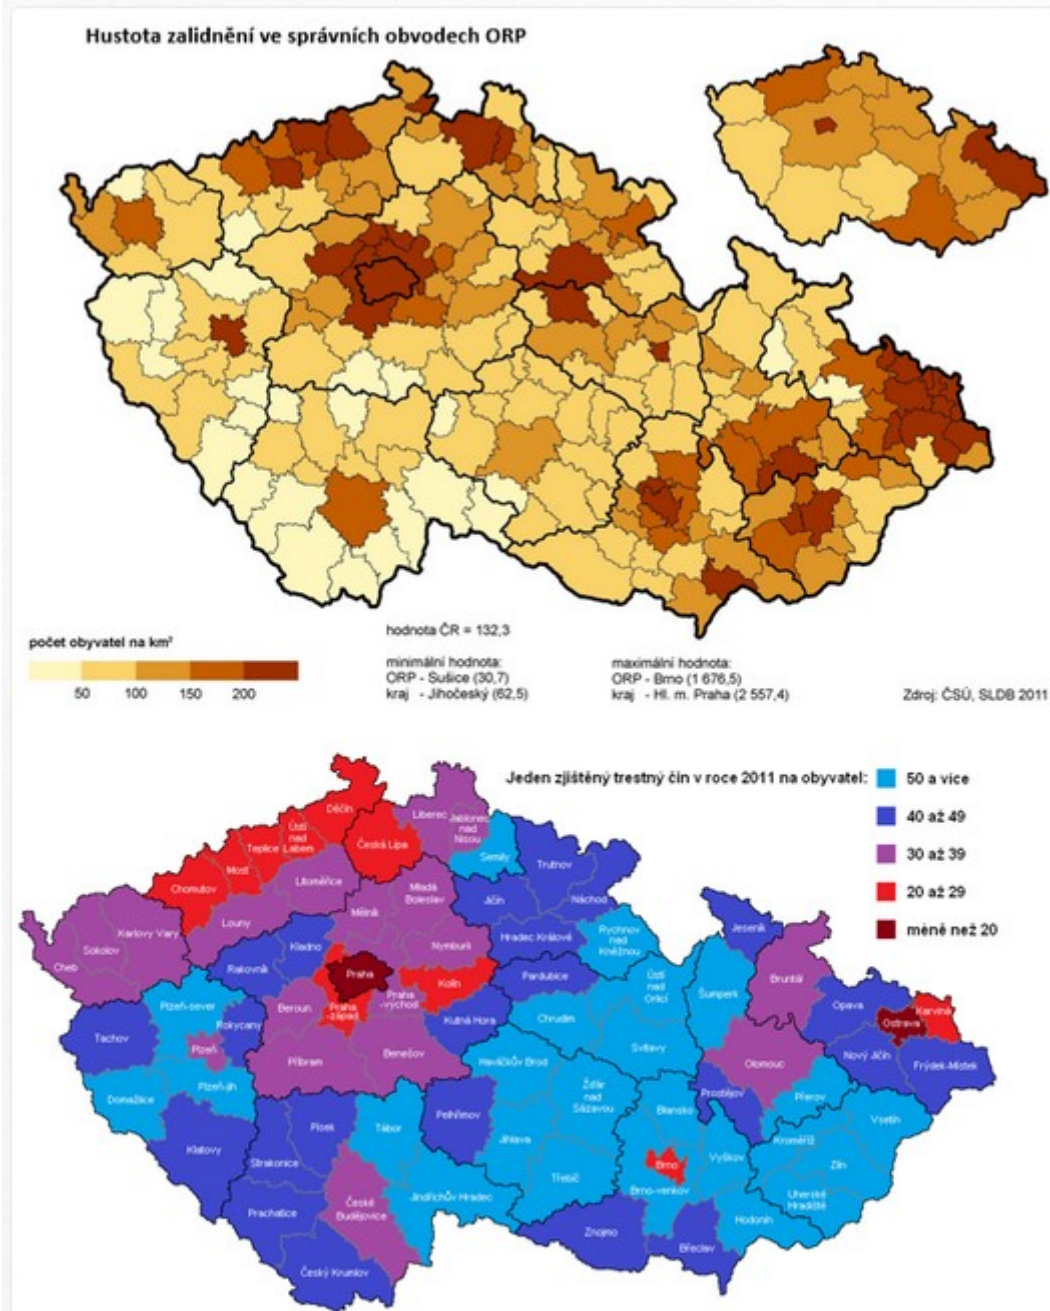 Hustota zalidnění ve správních obvodech ORP
počet obyvatel na km²
50 100 150 200
hodnota ČR = 132,3
minimální hodnota:
ORP - Sušice (30,7)
kraj - Jihočeský (62,5)
maximální hodnota:
ORP - Brno (1 676,5)
kraj - Hl. m. Praha (2 557,4)
Zdroj: ČSÚ, SLDB 2011
Jeden zjištěný trestný čin v roce 2011 na obyvatel:
50 a více
40 až 49
30 až 39
20 až 29
méně než 20
Děčín
Liberec
Jablonec
nad
Nisou
Ústí
nad
Labem
Teplice
Česká Lípa
Most
Semily
Trutnov
Chomutov
Litoměřice
Mladá
Boleslav
Jičín
Náchod
Louny
Mělník
Karlovy Vary
Sokolov
Cheb
Kladno
Nymburk
Hradec Králové
Rychnov
nad
Kněžnou
Jeseník
Rakovník
Praha
Kolín
Pardubice
Ústí
nad
Orlicí
Šumperk
Bruntál
Plzeň-sever
Beroun
Praha
-západ
Praha
-východ
Kutná Hora
Chrudim
Opava
Karviná
Ostrava
Rokycany
Tachov
Plzeň
Příbram
Benešov
Havlíčkův Brod
Svitavy
Olomouc
Nový Jičín
Frýdek-Místek
Domažlice
Plzeň-jih
Pelhřimov
Žďár
nad
Sázavou
Blansko
Prostějov
Přerov
Vsetín
Klatovy
Písek
Tábor
Jihlava
Kroměříž
Strakonice
Brno
Vyškov
Zlín
Třebíč
Brno-venkov
Uherské
Hradiště
Prachatice
České
Budějovice
Jindřichův Hradec
Hodonín
Znojmo
Břeclav
Český Krumlov